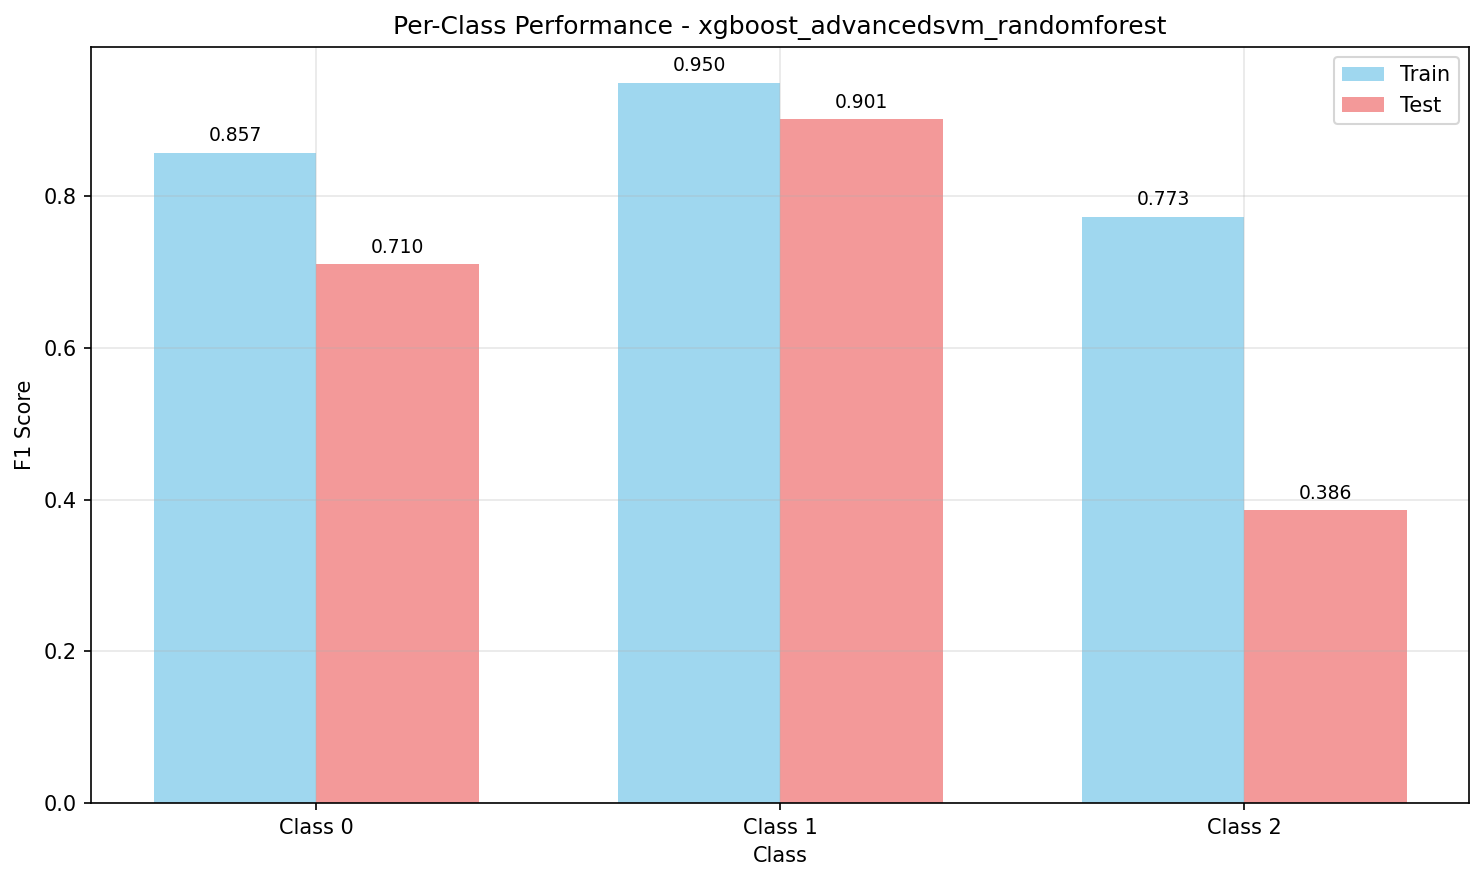 Per-Class Performance - xgboost_advancedsvm_randomforest
Train
Test
0.857
0.710
0.950
0.901
0.773
0.386
F1 Score
0.8
0.6
0.4
0.2
0.0
Class 0
Class 1
Class 2
Class